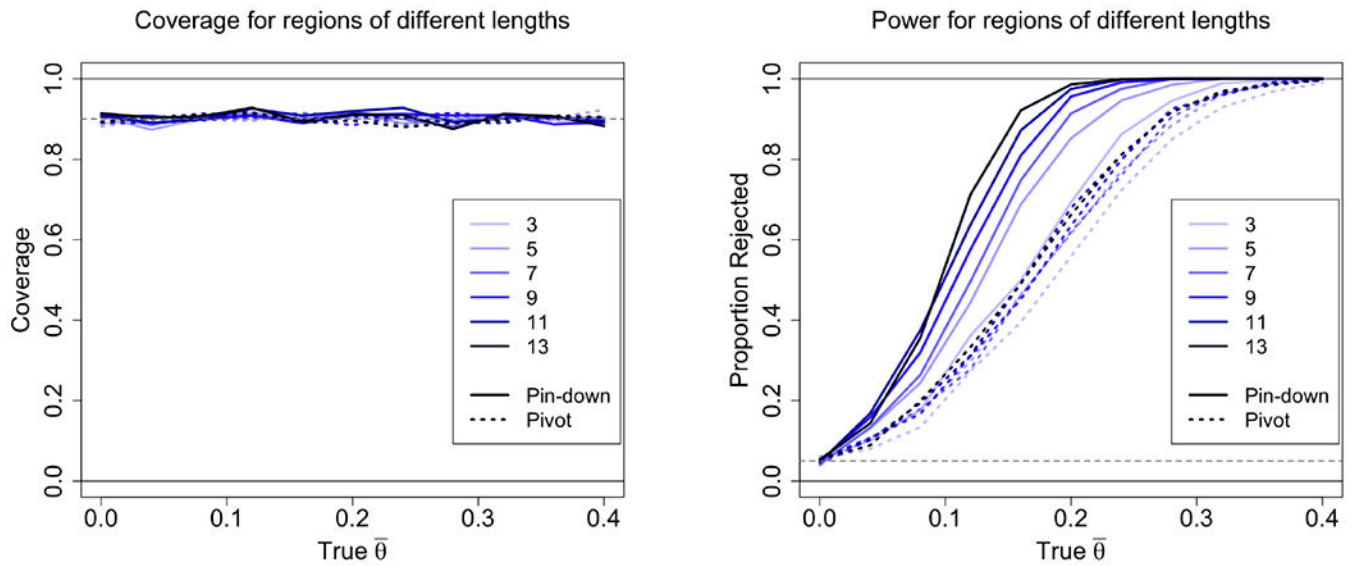 Coverage for regions of different lengths
Coverage
0.0 0.2 0.4 0.6 0.8 1.0
3
5
7
9
11
13
Pin-down
Pivot
0.0 0.1 0.2 0.3 0.4
True θ̅
Power for regions of different lengths
Proportion Rejected
0.0 0.2 0.4 0.6 0.8 1.0
3
5
7
9
11
13
Pin-down
Pivot
0.0 0.1 0.2 0.3 0.4
True θ̅